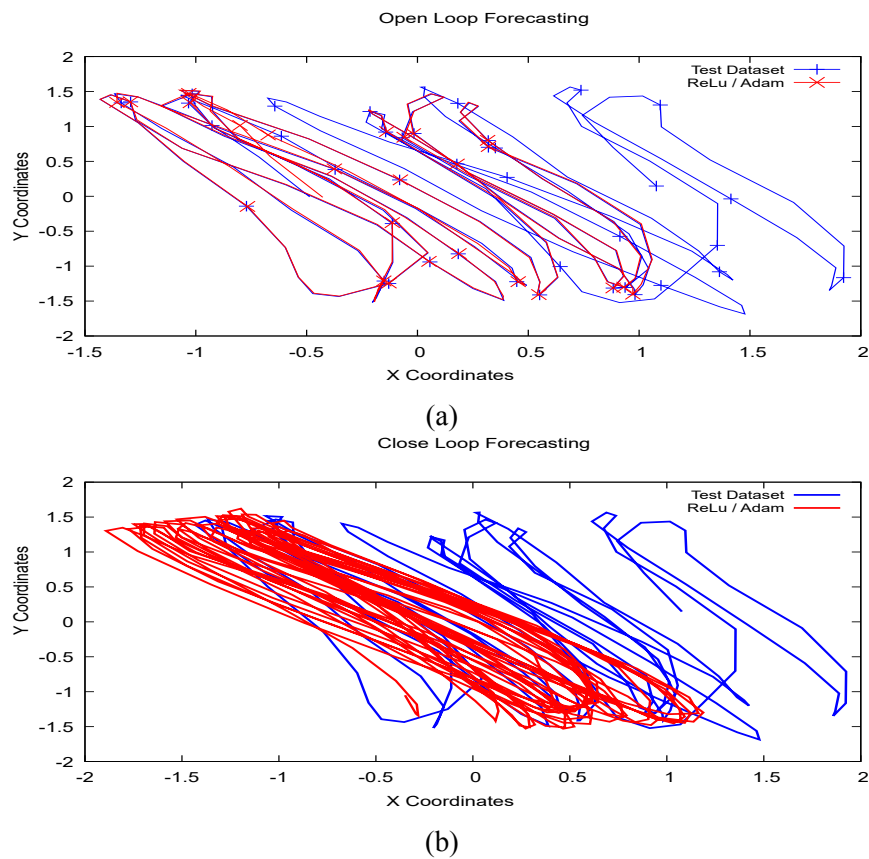 Open Loop Forecasting
Test Dataset
ReLu / Adam
2
1.5
1
0.5
0
-0.5
-1
-1.5
-2
Y Coordinates
-1.5 -1 -0.5 0 0.5 1 1.5 2
X Coordinates
(a)
Close Loop Forecasting
Test Dataset
ReLu / Adam
2
1.5
1
0.5
0
-0.5
-1
-1.5
-2
Y Coordinates
-2 -1.5 -1 -0.5 0 0.5 1 1.5 2
X Coordinates
(b)